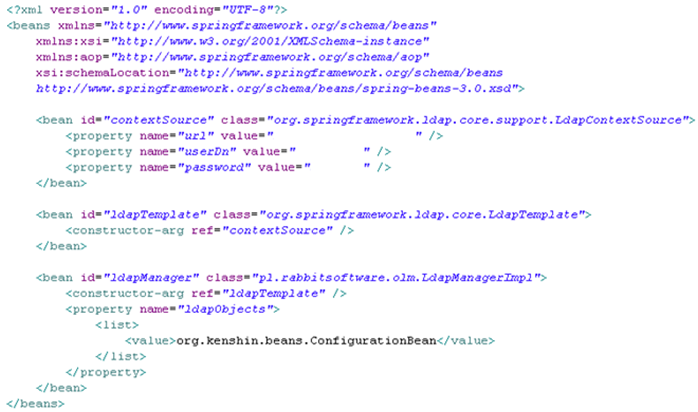 <?xml version="1.0" encoding="UTF-8"?>
<beans xmlns="http://www.springframework.org/schema/beans"
xmlns:xsi="http://www.w3.org/2001/XMLSchema-instance"
xmlns:aop="http://www.springframework.org/schema/aop"
xsi:schemaLocation="http://www.springframework.org/schema/beans
http://www.springframework.org/schema/beans/spring-beans-3.0.xsd">
<bean id="contextSource" class="org.springframework.ldap.core.support.LdapContextSource">
<property name="url" value=" " />
<property name="userDn" value=" " />
<property name="password" value=" " />
</bean>
<bean id="ldapTemplate" class="org.springframework.ldap.core.LdapTemplate">
<constructor-arg ref="contextSource" />
</bean>
<bean id="ldapManager" class="pl.rabbitsoftware.olm.LdapManagerImpl">
<constructor-arg ref="ldapTemplate" />
<property name="ldapObjects">
<list>
<value>org.kenshin.beans.ConfigurationBean</value>
</list>
</property>
</bean>
</beans>